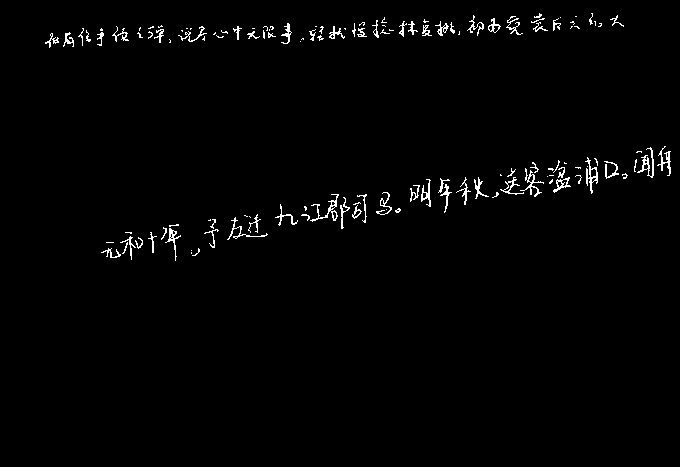 低眉信手续续弹，说尽心中无限事。轻拢慢捻抹复挑，初为霓裳后六幺。大
元和十年，予左迁九江郡司马。明年秋，送客湓浦口。闻舟